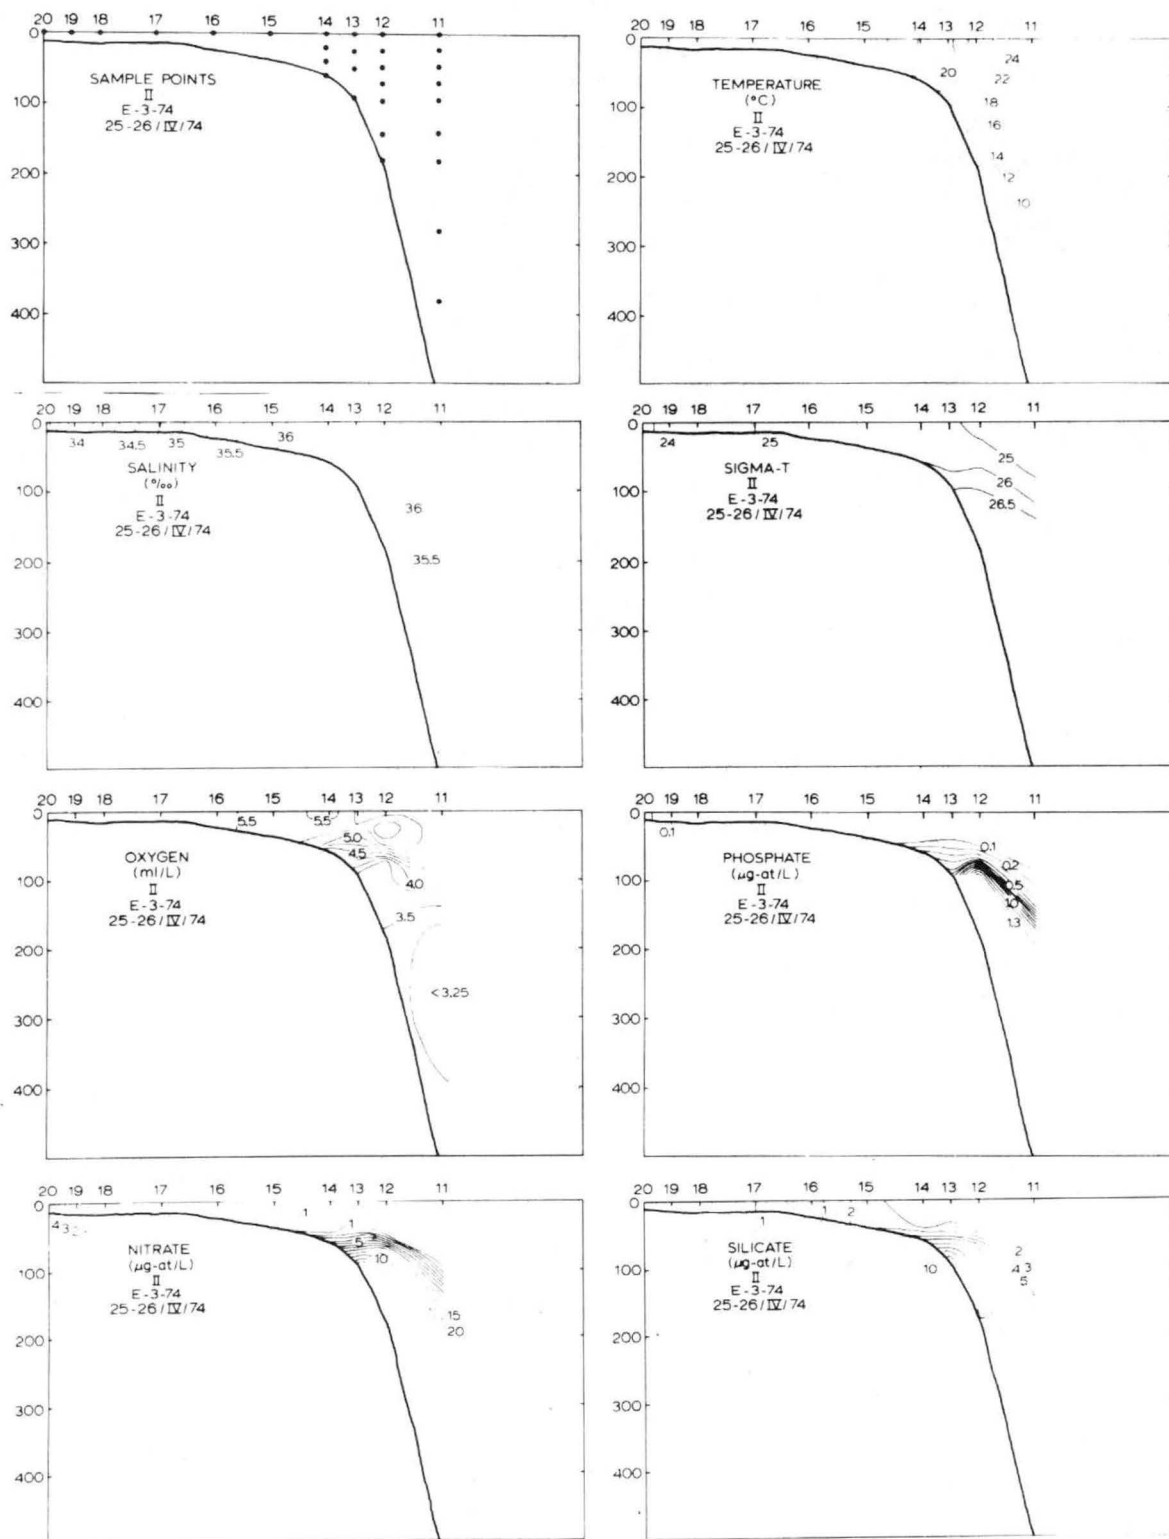 20 19 18 17 16 15 14 13 12 11
0
100
200
300
400
SAMPLE POINTS
II
E-3-74
25-26/IV/74
20 19 18 17 16 15 14 13 12 11
0
100
200
300
400
TEMPERATURE
(°C)
II
E-3-74
25-26/IV/74
20
24
22
18
16
14
12
10
20 19 18 17 16 15 14 13 12 11
0
100
200
300
400
34 34.5 35 35.5 36
SALINITY
(‰)
II
E-3-74
25-26/IV/74
36
35.5
20 19 18 17 16 15 14 13 12 11
0
100
200
300
400
24 25
SIGMA-T
II
E-3-74
25-26/IV/74
25
26
26.5
20 19 18 17 16 15 14 13 12 11
0
100
200
300
400
5.5 5.5
OXYGEN
(ml/L)
II
E-3-74
25-26/IV/74
5.0
4.5
4.0
3.5
<3.25
20 19 18 17 16 15 14 13 12 11
0
100
200
300
400
0.1
PHOSPHATE
(µg-at/L)
II
E-3-74
25-26/IV/74
0.1
0.2
0.5
1.0
1.3
20 19 18 17 16 15 14 13 12 11
0
100
200
300
400
4 3 2
NITRATE
(µg-at/L)
II
E-3-74
25-26/IV/74
1
1
5
10
15
20
20 19 18 17 16 15 14 13 12 11
0
100
200
300
400
1 1 2
SILICATE
(µg-at/L)
II
E-3-74
25-26/IV/74
10
2
4 3
5